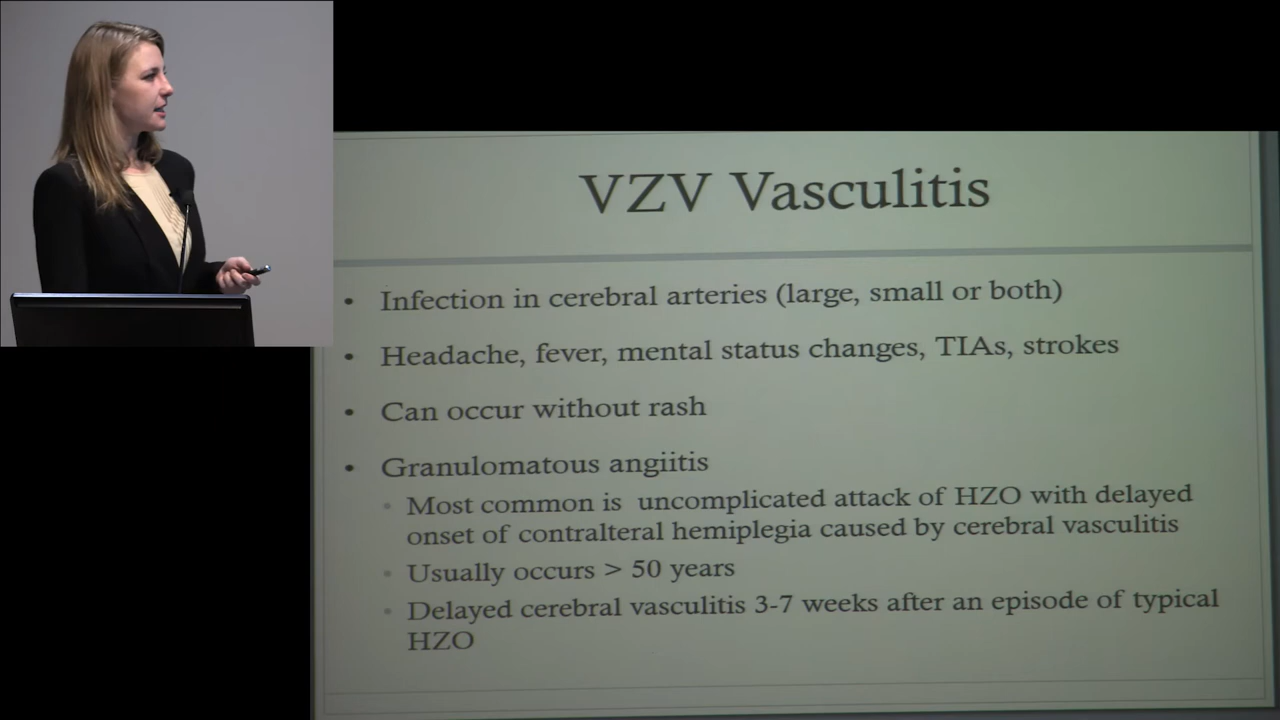 VZV Vasculitis
• Infection in cerebral arteries (large, small or both)
• Headache, fever, mental status changes, TIAs, strokes
• Can occur without rash
• Granulomatous angiitis
▪ Most common is uncomplicated attack of HZO with delayed
onset of contralteral hemiplegia caused by cerebral vasculitis
▪ Usually occurs > 50 years
▪ Delayed cerebral vasculitis 3-7 weeks after an episode of typical
HZO